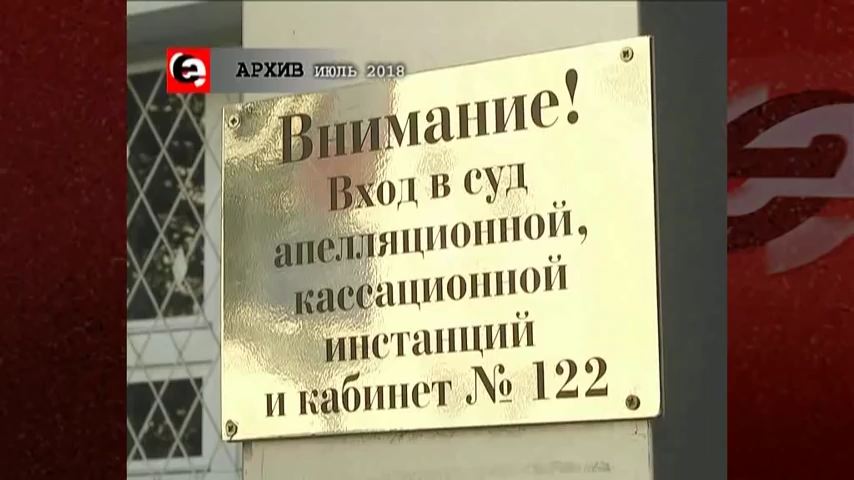 АРХИВ июль 2018
Внимание!
Вход в суд
апелляционной,
кассационной
инстанций
и кабинет № 122